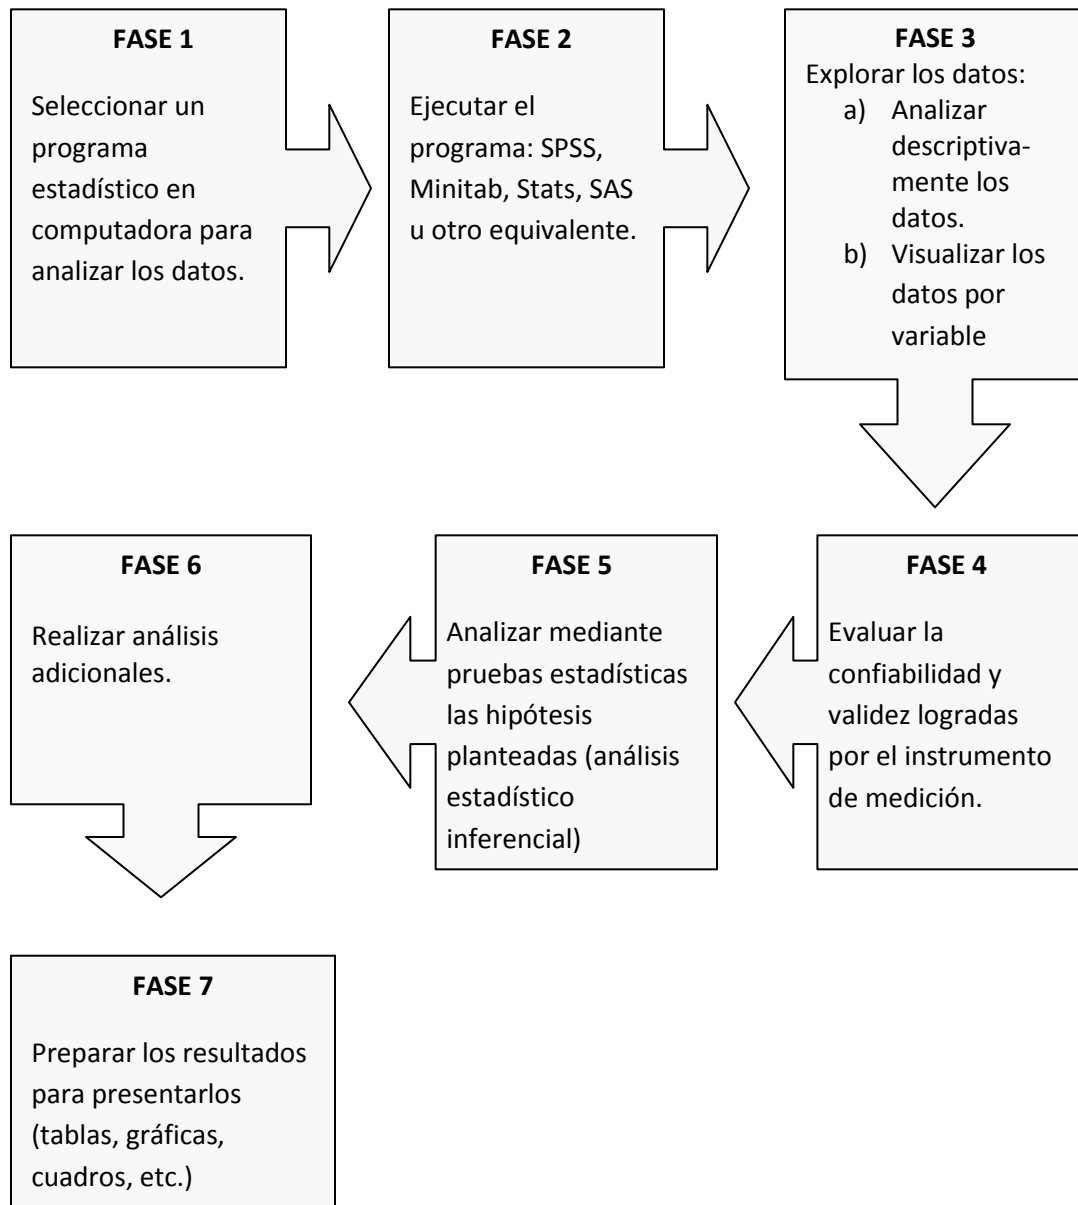 FASE 1
Seleccionar un
programa
estadístico en
computadora para
analizar los datos.
FASE 2
Ejecutar el
programa: SPSS,
Minitab, Stats, SAS
u otro equivalente.
FASE 3
Explorar los datos:
a) Analizar
descriptiva-
mente los
datos.
b) Visualizar los
datos por
variable
FASE 4
Evaluar la
confiabilidad y
validez logradas
por el instrumento
de medición.
FASE 5
Analizar mediante
pruebas estadísticas
las hipótesis
planteadas (análisis
estadístico
inferencial)
FASE 6
Realizar análisis
adicionales.
FASE 7
Preparar los resultados
para presentarlos
(tablas, gráficas,
cuadros, etc.)